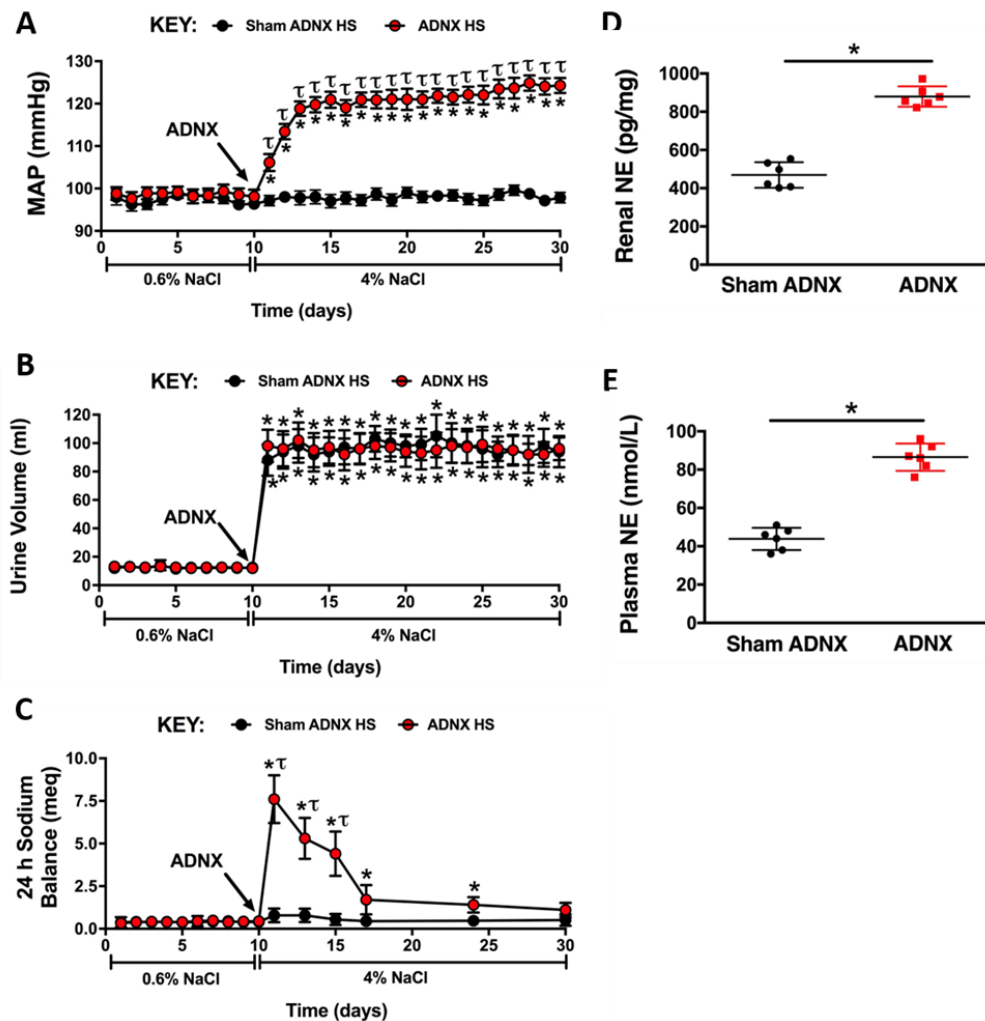 A
KEY: Sham ADNX HS ADNX HS
MAP (mmHg)
130
120
110
100
90
ADNX
τ τ τ τ τ τ τ τ τ τ τ τ τ τ τ τ τ τ τ τ
* * * * * * * * * * * * * * * * * * * *
0 5 10 15 20 25 30
0.6% NaCl 4% NaCl
Time (days)
B
KEY: Sham ADNX HS ADNX HS
Urine Volume (ml)
120
100
80
60
40
20
0
ADNX
* * * * * * * * * * * * * * * * * * * *
* * * * * * * * * * * * * * * * * * * *
0 5 10 15 20 25 30
0.6% NaCl 4% NaCl
Time (days)
C
KEY: Sham ADNX HS ADNX HS
24 h Sodium
Balance (meq)
10.0
7.5
5.0
2.5
0.0
ADNX
*τ
*τ
*τ
* *
0 5 10 15 20 25 30
0.6% NaCl 4% NaCl
Time (days)
D
*
Renal NE (pg/mg)
1000
800
600
400
200
0
Sham ADNX ADNX
E
*
Plasma NE (nmol/L)
100
80
60
40
20
0
Sham ADNX ADNX